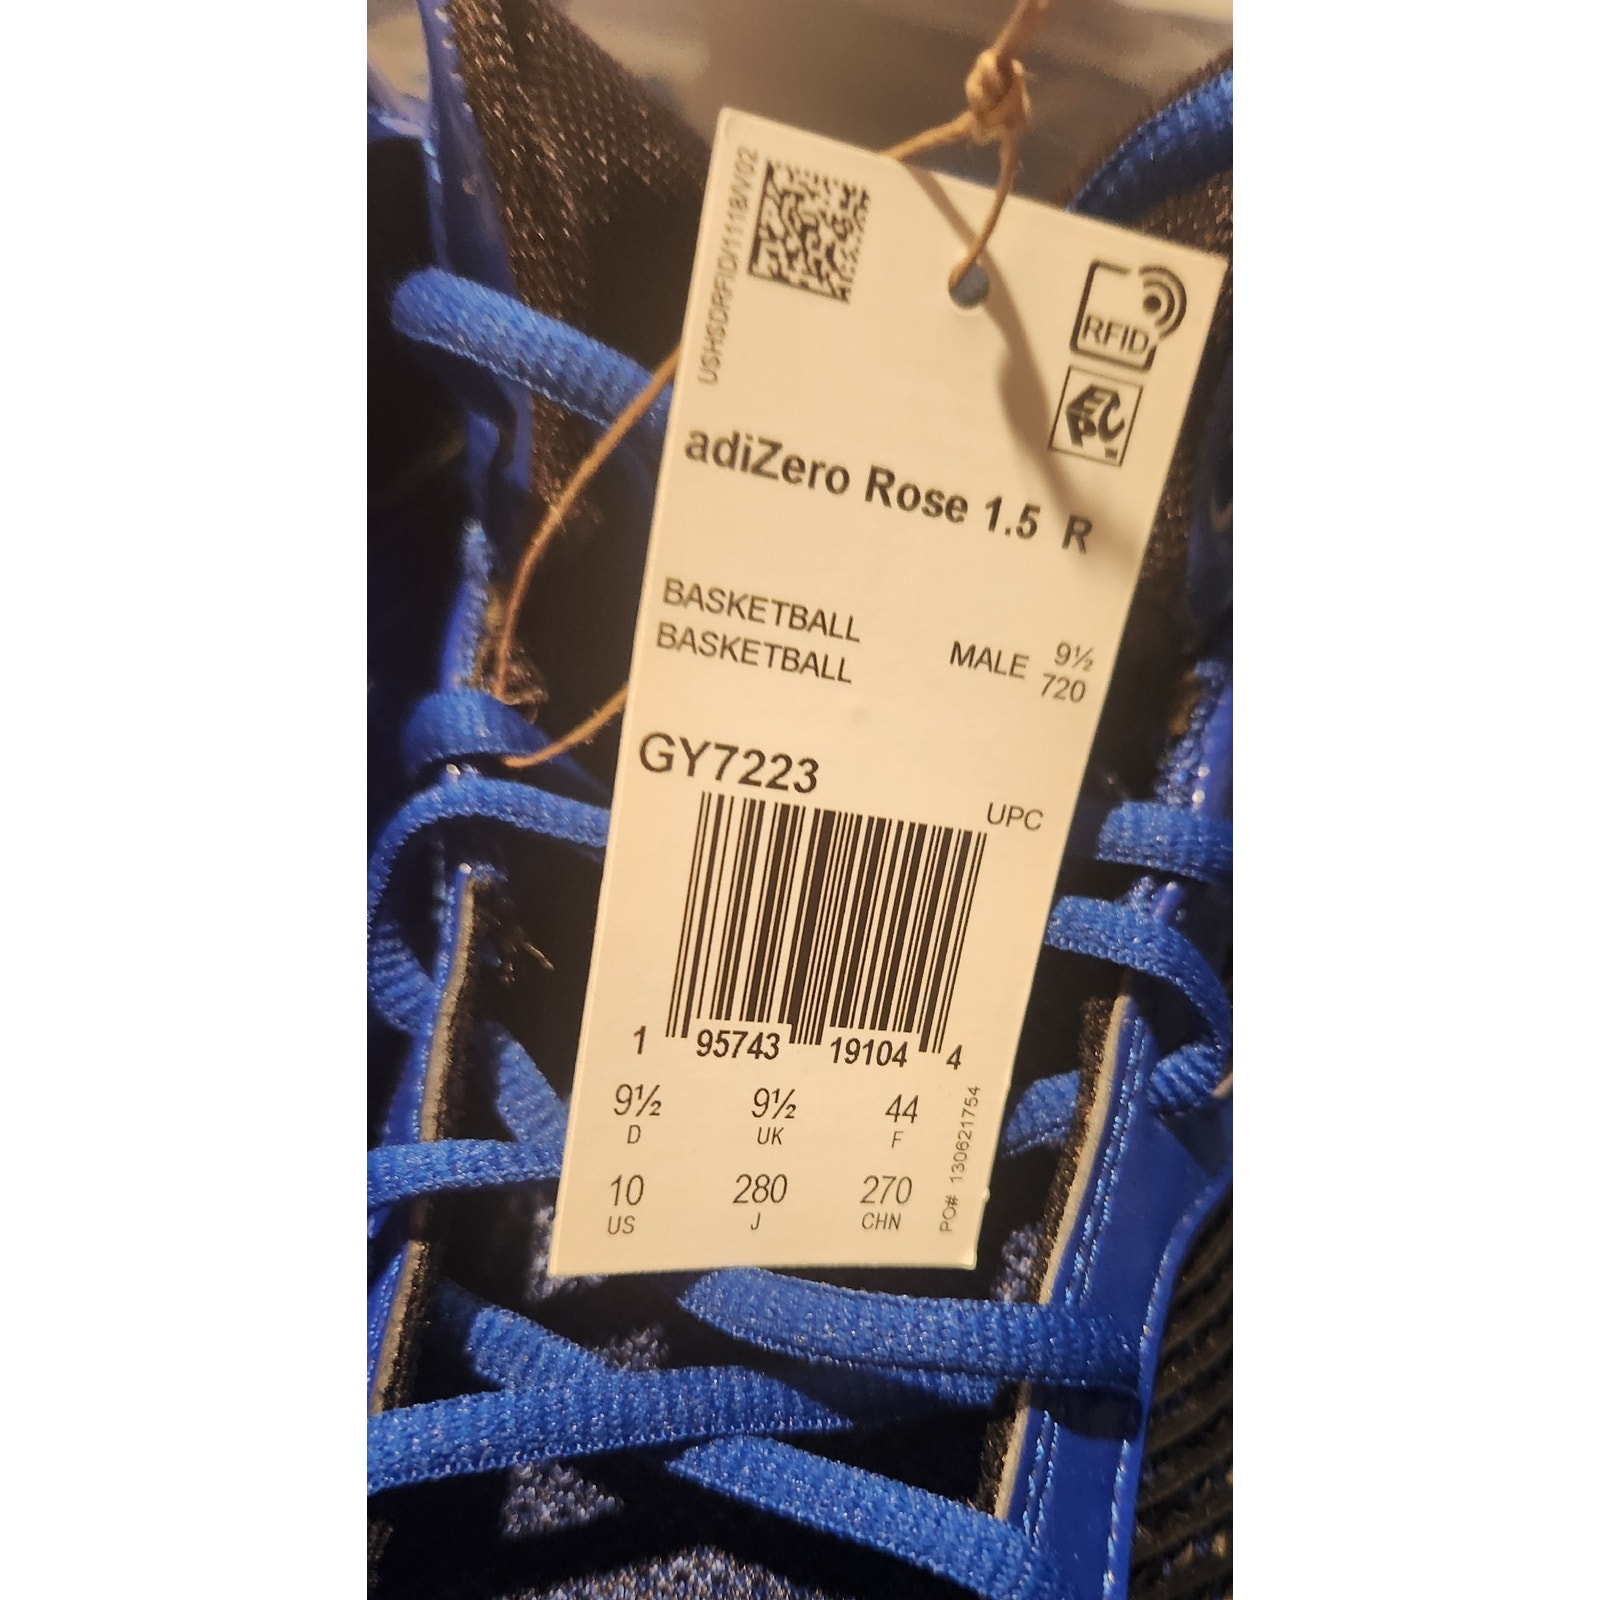 USHSDRFID/1118/V02
RFID
EPC
adiZero Rose 1.5 R
BASKETBALL
BASKETBALL
MALE 9½
720
GY7223
UPC
1 95743 19104 4
9½ 9½ 44
D UK F
10 280 270
US J CHN
PO# 130621754